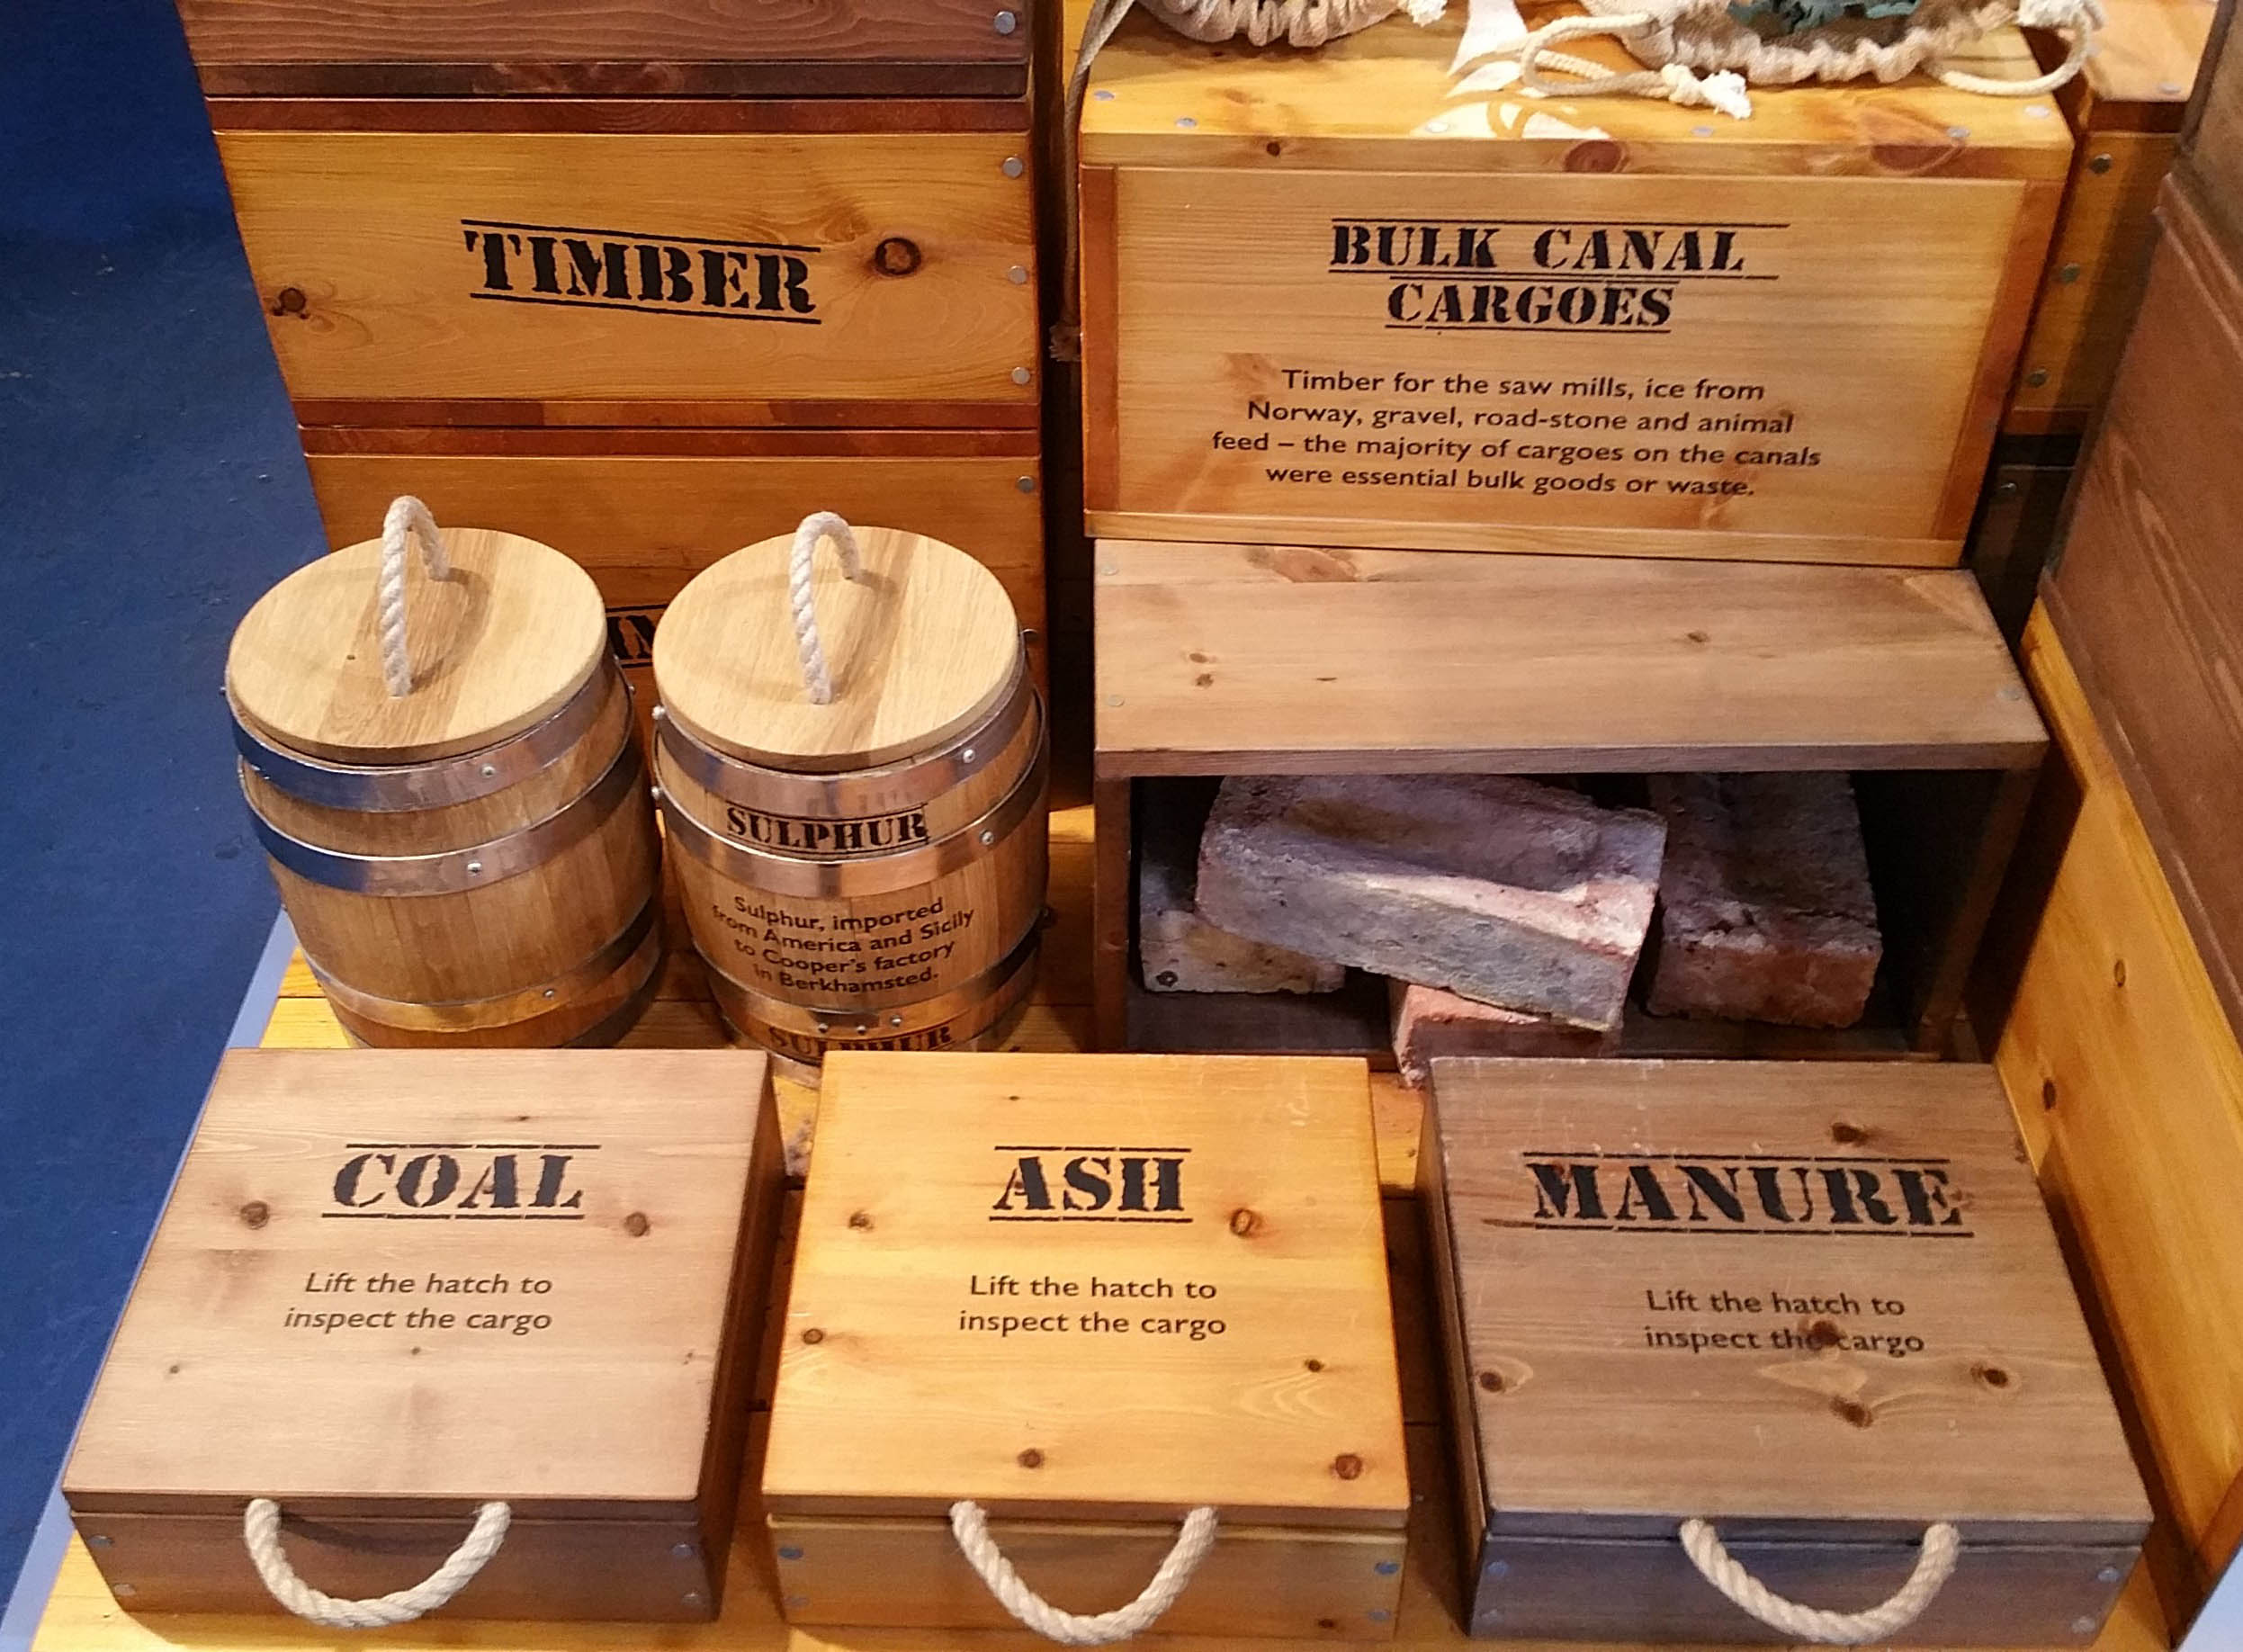 TIMBER
BULK CANAL
CARGOES
Timber for the saw mills, ice from
Norway, gravel, road-stone and animal
feed – the majority of cargoes on the canals
were essential bulk goods or waste.
SULPHUR
Sulphur, imported
from America and Sicily
to Cooper's factory
in Berkhamsted.
SULPHUR
COAL
Lift the hatch to
inspect the cargo
ASH
Lift the hatch to
inspect the cargo
MANURE
Lift the hatch to
inspect the cargo